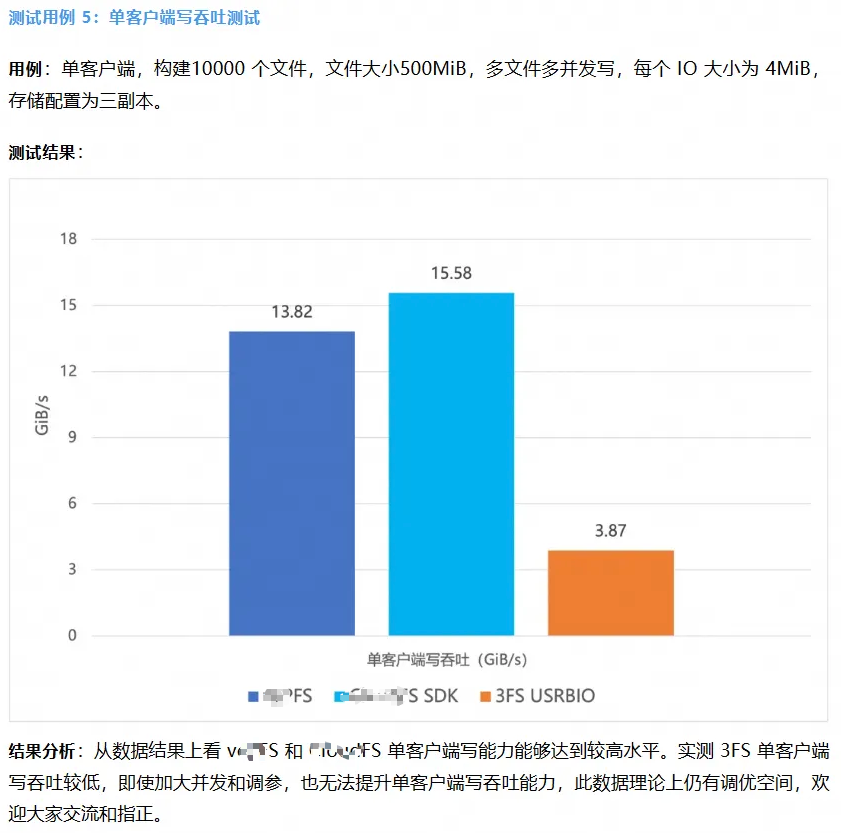 测试用例 5：单客户端写吞吐测试
用例：单客户端，构建10000 个文件，文件大小500MiB，多文件多并发写，每个 IO 大小为 4MiB，
存储配置为三副本。
测试结果：
18
15.58
15
13.82
12
GiB/s
9
6
3.87
3
0
单客户端写吞吐（GiB/s）
PFS
S SDK
3FS USRBIO
结果分析：从数据结果上看 和 单客户端写能力能够达到较高水平。实测 3FS 单客户端
写吞吐较低，即使加大并发和调参，也无法提升单客户端写吞吐能力，此数据理论上仍有调优空间，欢
迎大家交流和指正。